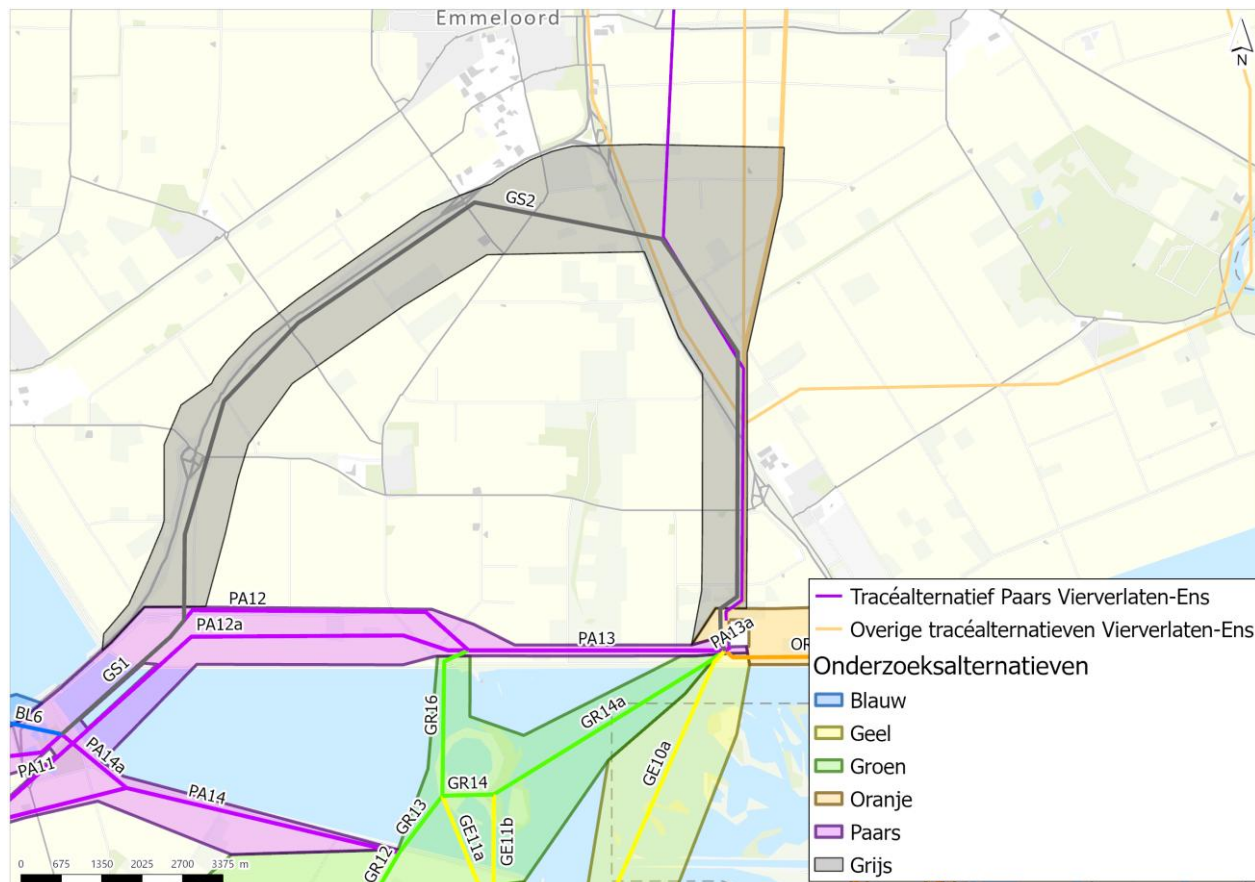 Emmeloord
N
GS2
PA12
PA12a
PA13
PA13a
OR
GS1
BL6
PA14a
PA11
PA14
GR16
GR14a
GE10a
GR14
GR13
GR12
GE11a
GE11b
0 675 1350 2025 2700 3375 m
Tracéalternatief Paars Vierverlaten-Ens
Overige tracéalternatieven Vierverlaten-Ens
Onderzoeksalternatieven
Blauw
Geel
Groen
Oranje
Paars
Grijs